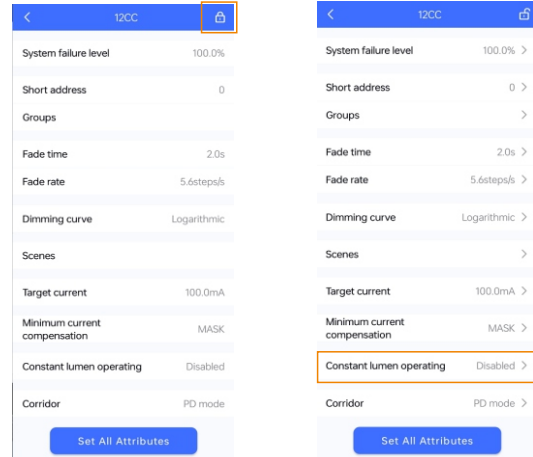 12CC
System failure level 100.0%
Short address 0
Groups
Fade time 2.0s
Fade rate 5.6steps/s
Dimming curve Logarithmic
Scenes
Target current 100.0mA
Minimum current
compensation MASK
Constant lumen operating Disabled
Corridor PD mode
Set All Attributes
12CC
System failure level 100.0%
Short address 0
Groups
Fade time 2.0s
Fade rate 5.6steps/s
Dimming curve Logarithmic
Scenes
Target current 100.0mA
Minimum current
compensation MASK
Constant lumen operating Disabled
Corridor PD mode
Set All Attributes